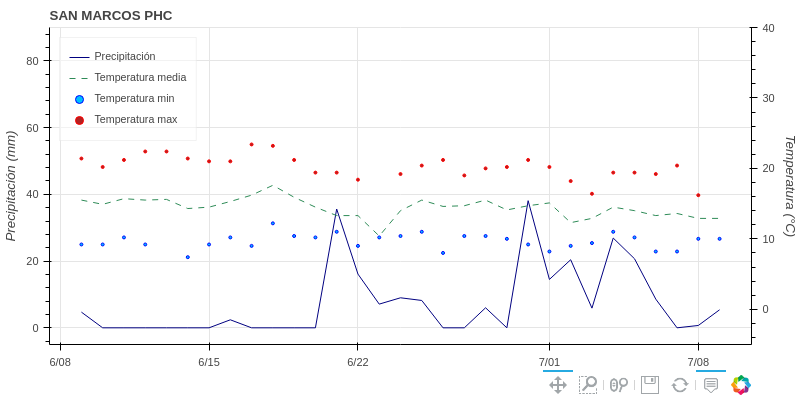 SAN MARCOS PHC
Precipitación
Temperatura media
Temperatura min
Temperatura max
Precipitación (mm)
80
60
40
20
0
Temperatura (°C)
40
30
20
10
0
6/08
6/15
6/22
7/01
7/08